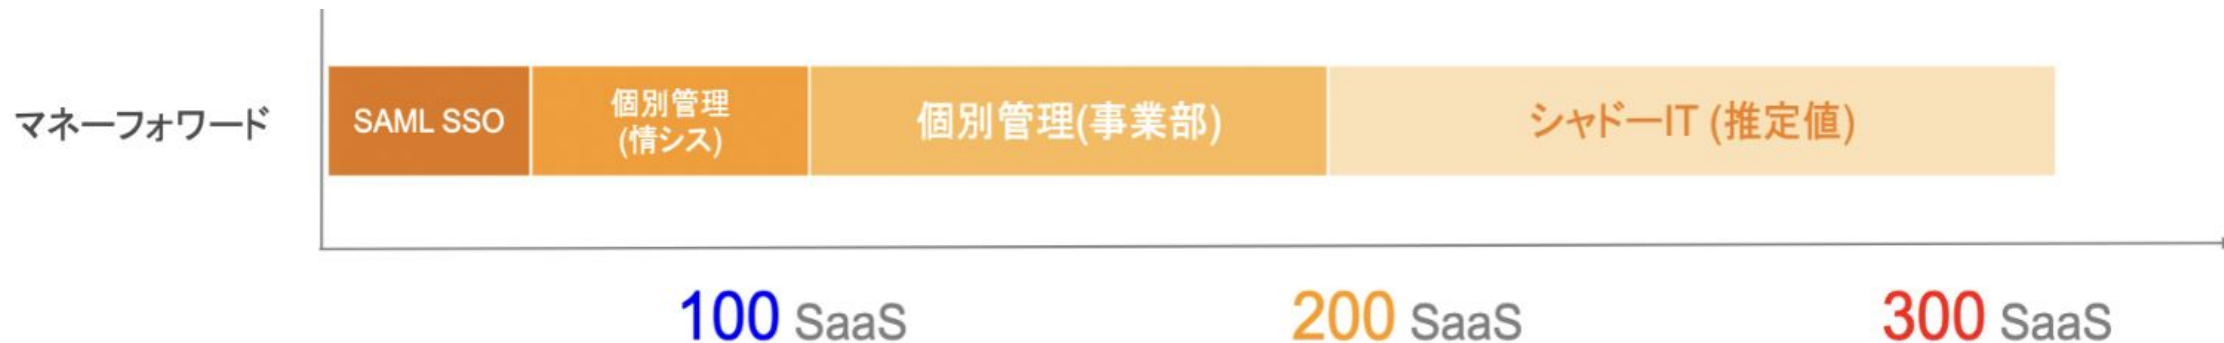 マネーフォワード
SAML SSO
個別管理
(情シス)
個別管理(事業部)
シャドーIT (推定値)
100 SaaS
200 SaaS
300 SaaS